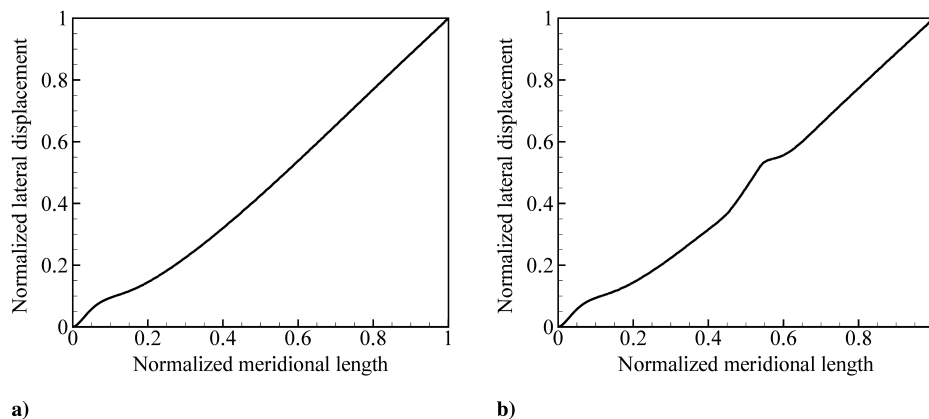 Normalized lateral displacement
1
0.8
0.6
0.4
0.2
0
0 0.2 0.4 0.6 0.8 1
Normalized meridional length
a)
Normalized lateral displacement
1
0.8
0.6
0.4
0.2
0
0 0.2 0.4 0.6 0.8
Normalized meridional length
b)